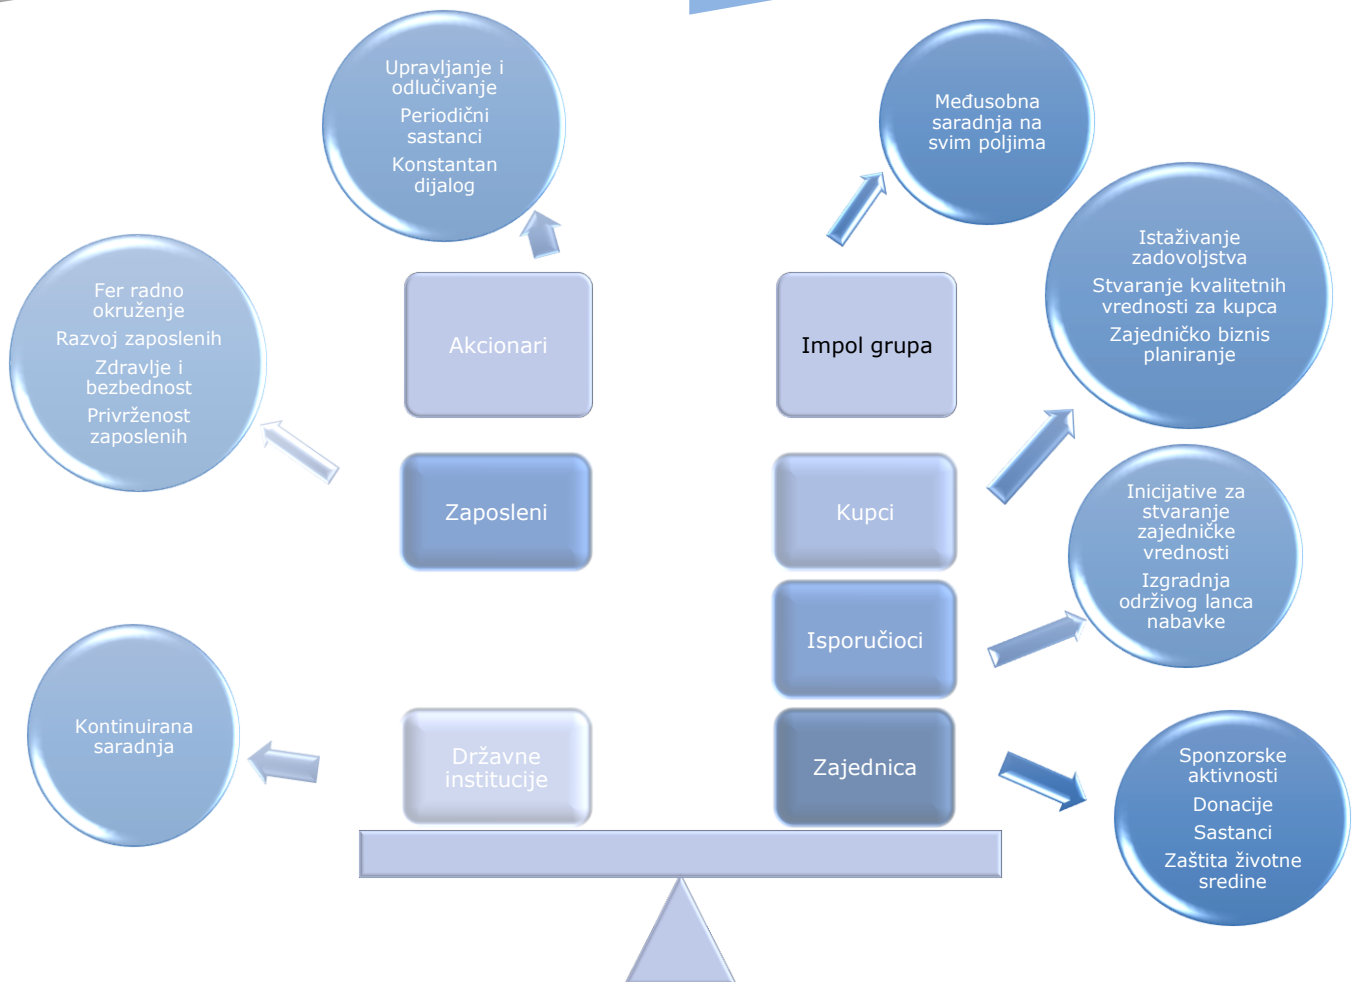 Upravljanje i
odlučivanje
Periodični
sastanci
Konstantan
dijalog
Međusobna
saradnja na
svim poljima
Fer radno
okruženje
Razvoj zaposlenih
Zdravlje i
bezbednost
Privrženost
zaposlenih
Akcionari
Impol grupa
Istaživanje
zadovoljstva
Stvaranje kvalitetnih
vrednosti za kupca
Zajedničko biznis
planiranje
Zaposleni
Kupci
Inicijative za
stvaranje
zajedničke
vrednosti
Izgradnja
održivog lanca
nabavke
Isporučioci
Kontinuirana
saradnja
Državne
institucije
Zajednica
Sponzorske
aktivnosti
Donacije
Sastanci
Zaštita životne
sredine